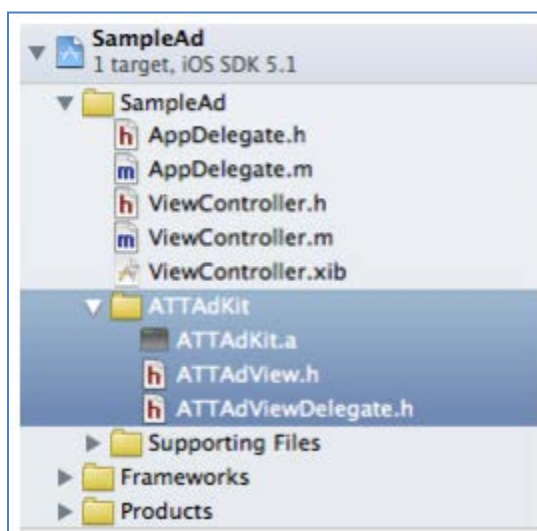 SampleAd
1 target, iOS SDK 5.1
SampleAd
h AppDelegate.h
m AppDelegate.m
h ViewController.h
m ViewController.m
ViewController.xib
ATTAdKit
ATTAdKit.a
h ATTAdView.h
h ATTAdViewDelegate.h
Supporting Files
Frameworks
Products